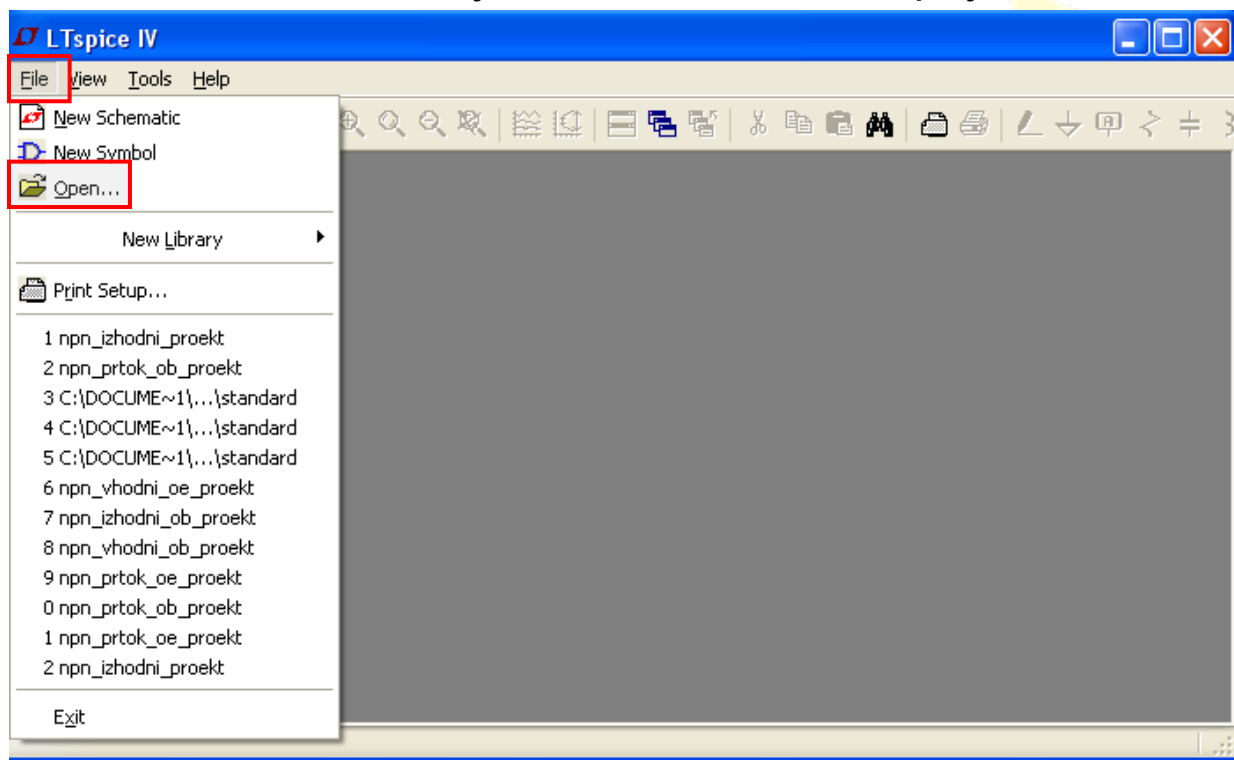 LTspice IV
File View Tools Help
New Schematic
New Symbol
Open...
New Library
Print Setup...
1 npn_izhodni_proekt
2 npn_prtok_ob_proekt
3 C:\DOCUME~1\...\standard
4 C:\DOCUME~1\...\standard
5 C:\DOCUME~1\...\standard
6 npn_vhodni_oe_proekt
7 npn_izhodni_ob_proekt
8 npn_vhodni_ob_proekt
9 npn_prtok_oe_proekt
0 npn_prtok_ob_proekt
1 npn_prtok_oe_proekt
2 npn_izhodni_proekt
Exit